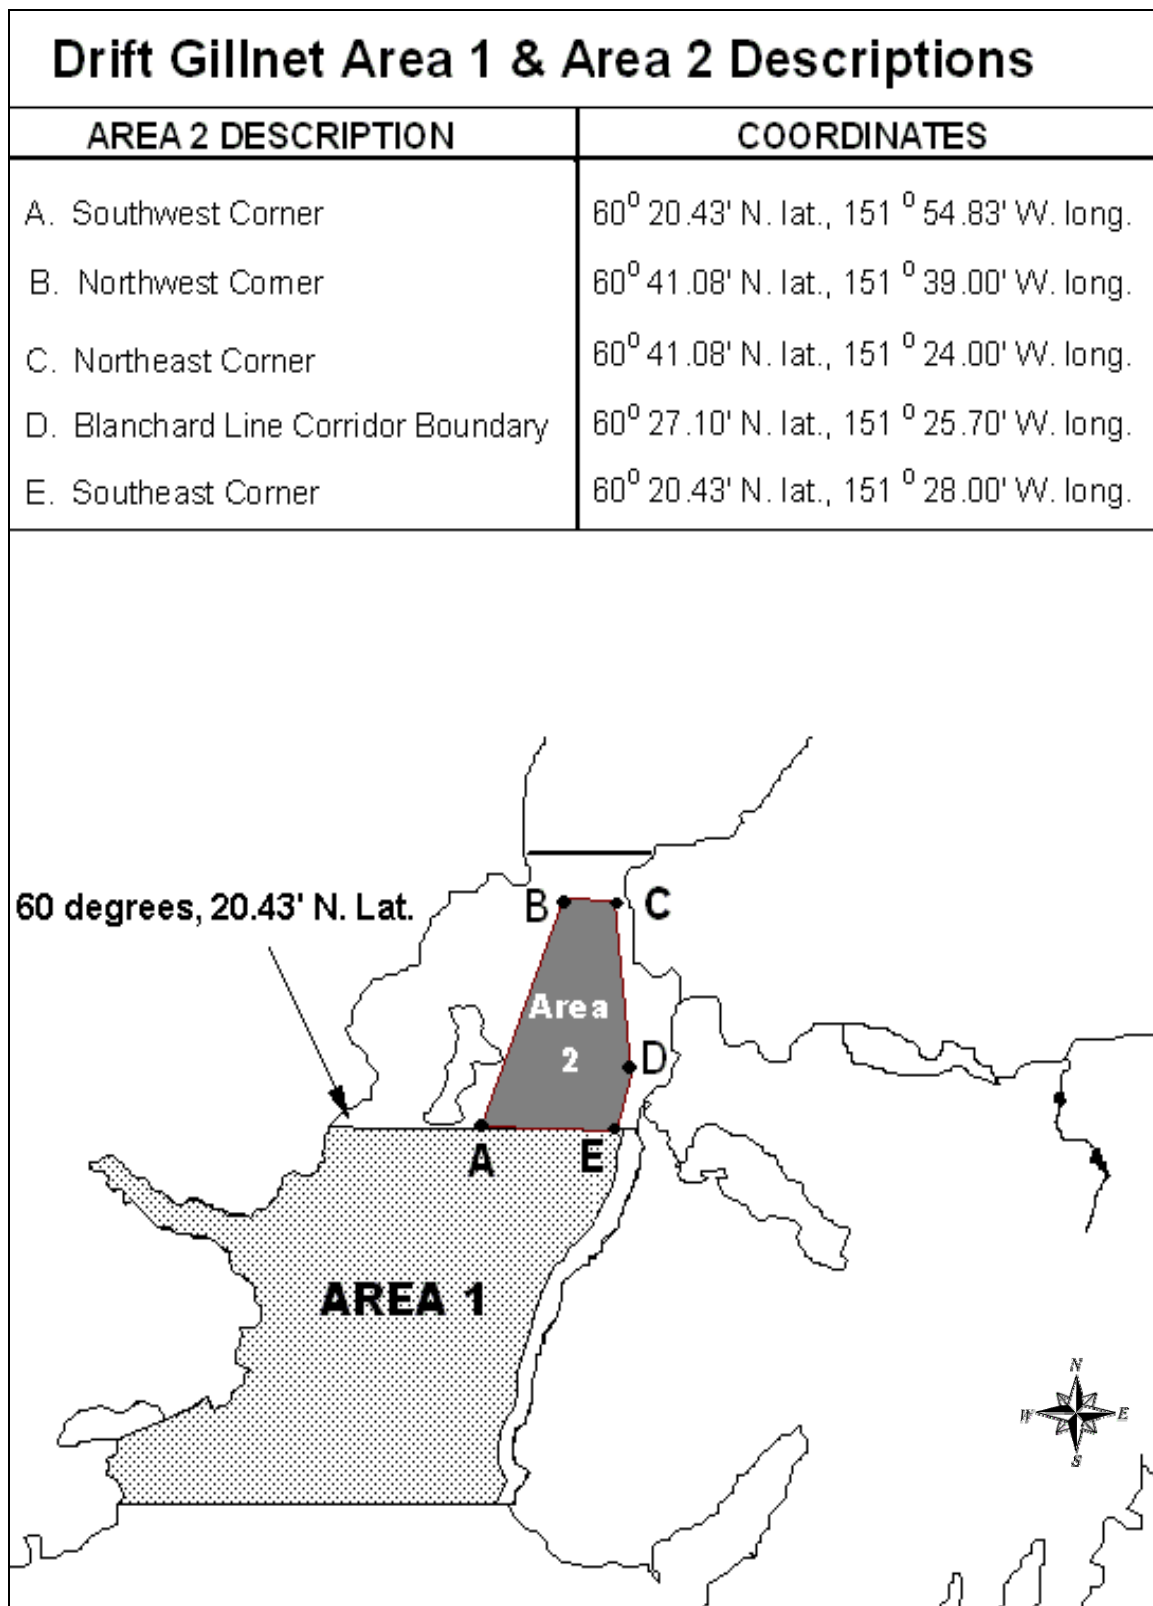 Drift Gillnet Area 1 & Area 2 Descriptions
AREA 2 DESCRIPTION COORDINATES
A. Southwest Corner 60⁰ 20.43' N. lat., 151 ⁰ 54.83' W. long.
B. Northwest Corner 60⁰ 41.08' N. lat., 151 ⁰ 39.00' W. long.
C. Northeast Corner 60⁰ 41.08' N. lat., 151 ⁰ 24.00' W. long.
D. Blanchard Line Corridor Boundary 60⁰ 27.10' N. lat., 151 ⁰ 25.70' W. long.
E. Southeast Corner 60⁰ 20.43' N. lat., 151 ⁰ 28.00' W. long.
60 degrees, 20.43' N. Lat.
B
C
Area
2
D
A
E
AREA 1
N
W E
S